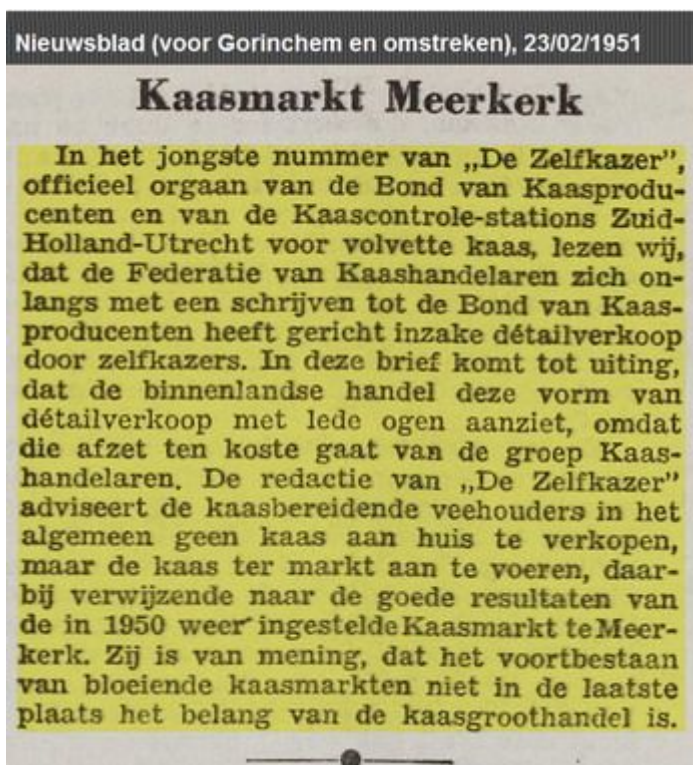 Nieuwsblad (voor Gorinchem en omstreken), 23/02/1951
Kaasmarkt Meerkerk
In het jongste nummer van „De Zelfkazer”,
officieel orgaan van de Bond van Kaasprodu-
centen en van de Kaascontrole-stations Zuid-
Holland-Utrecht voor volvette kaas, lezen wij,
dat de Federatie van Kaashandelaren zich on-
langs met een schrijven tot de Bond van Kaas-
producenten heeft gericht inzake détailverkoop
door zelfkazers. In deze brief komt tot uiting,
dat de binnenlandse handel deze vorm van
détailverkoop met lede ogen aanziet, omdat
die afzet ten koste gaat van de groep Kaas-
handelaren. De redactie van „De Zelfkazer”
adviseert de kaasbereidende veehouders in het
algemeen geen kaas aan huis te verkopen,
maar de kaas ter markt aan te voeren, daar-
bij verwijzende naar de goede resultaten van
de in 1950 weer ingestelde Kaasmarkt te Meer-
kerk. Zij is van mening, dat het voortbestaan
van bloeiende kaasmarkten niet in de laatste
plaats het belang van de kaasgroothandel is.